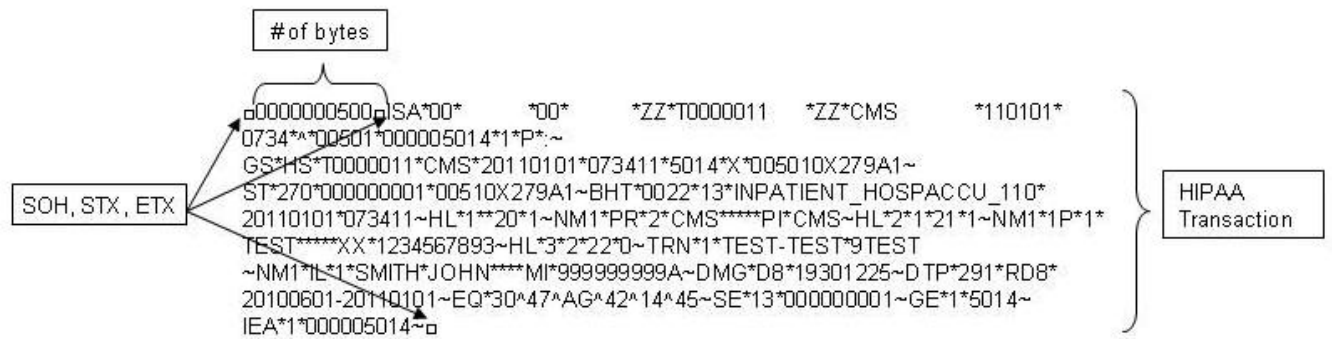 # of bytes
□0000000500□ISA*00* *00* *ZZ*T0000011 *ZZ*CMS *110101*
0734*^*00501*000005014*1*P*:~
GS*HS*T0000011*CMS*20110101*073411*5014*X*005010X279A1~
ST*270*000000001*00510X279A1~BHT*0022*13*INPATIENT_HOSPACCU_110*
20110101*073411~HL*1**20*1~NM1*PR*2*CMS*****PI*CMS~HL*2*1*21*1~NM1*1P*1*
TEST*****XX*1234567893~HL*3*2*22*0~TRN*1*TEST-TEST*9TEST
~NM1*IL*1*SMITH*JOHN****MI*999999999A~DMG*D8*19301225~DTP*291*RD8*
20100601-20110101~EQ*30^47^AG^42^14^45~SE*13*000000001~GE*1*5014~
IEA*1*000005014~□
SOH, STX , ETX
HIPAA
Transaction